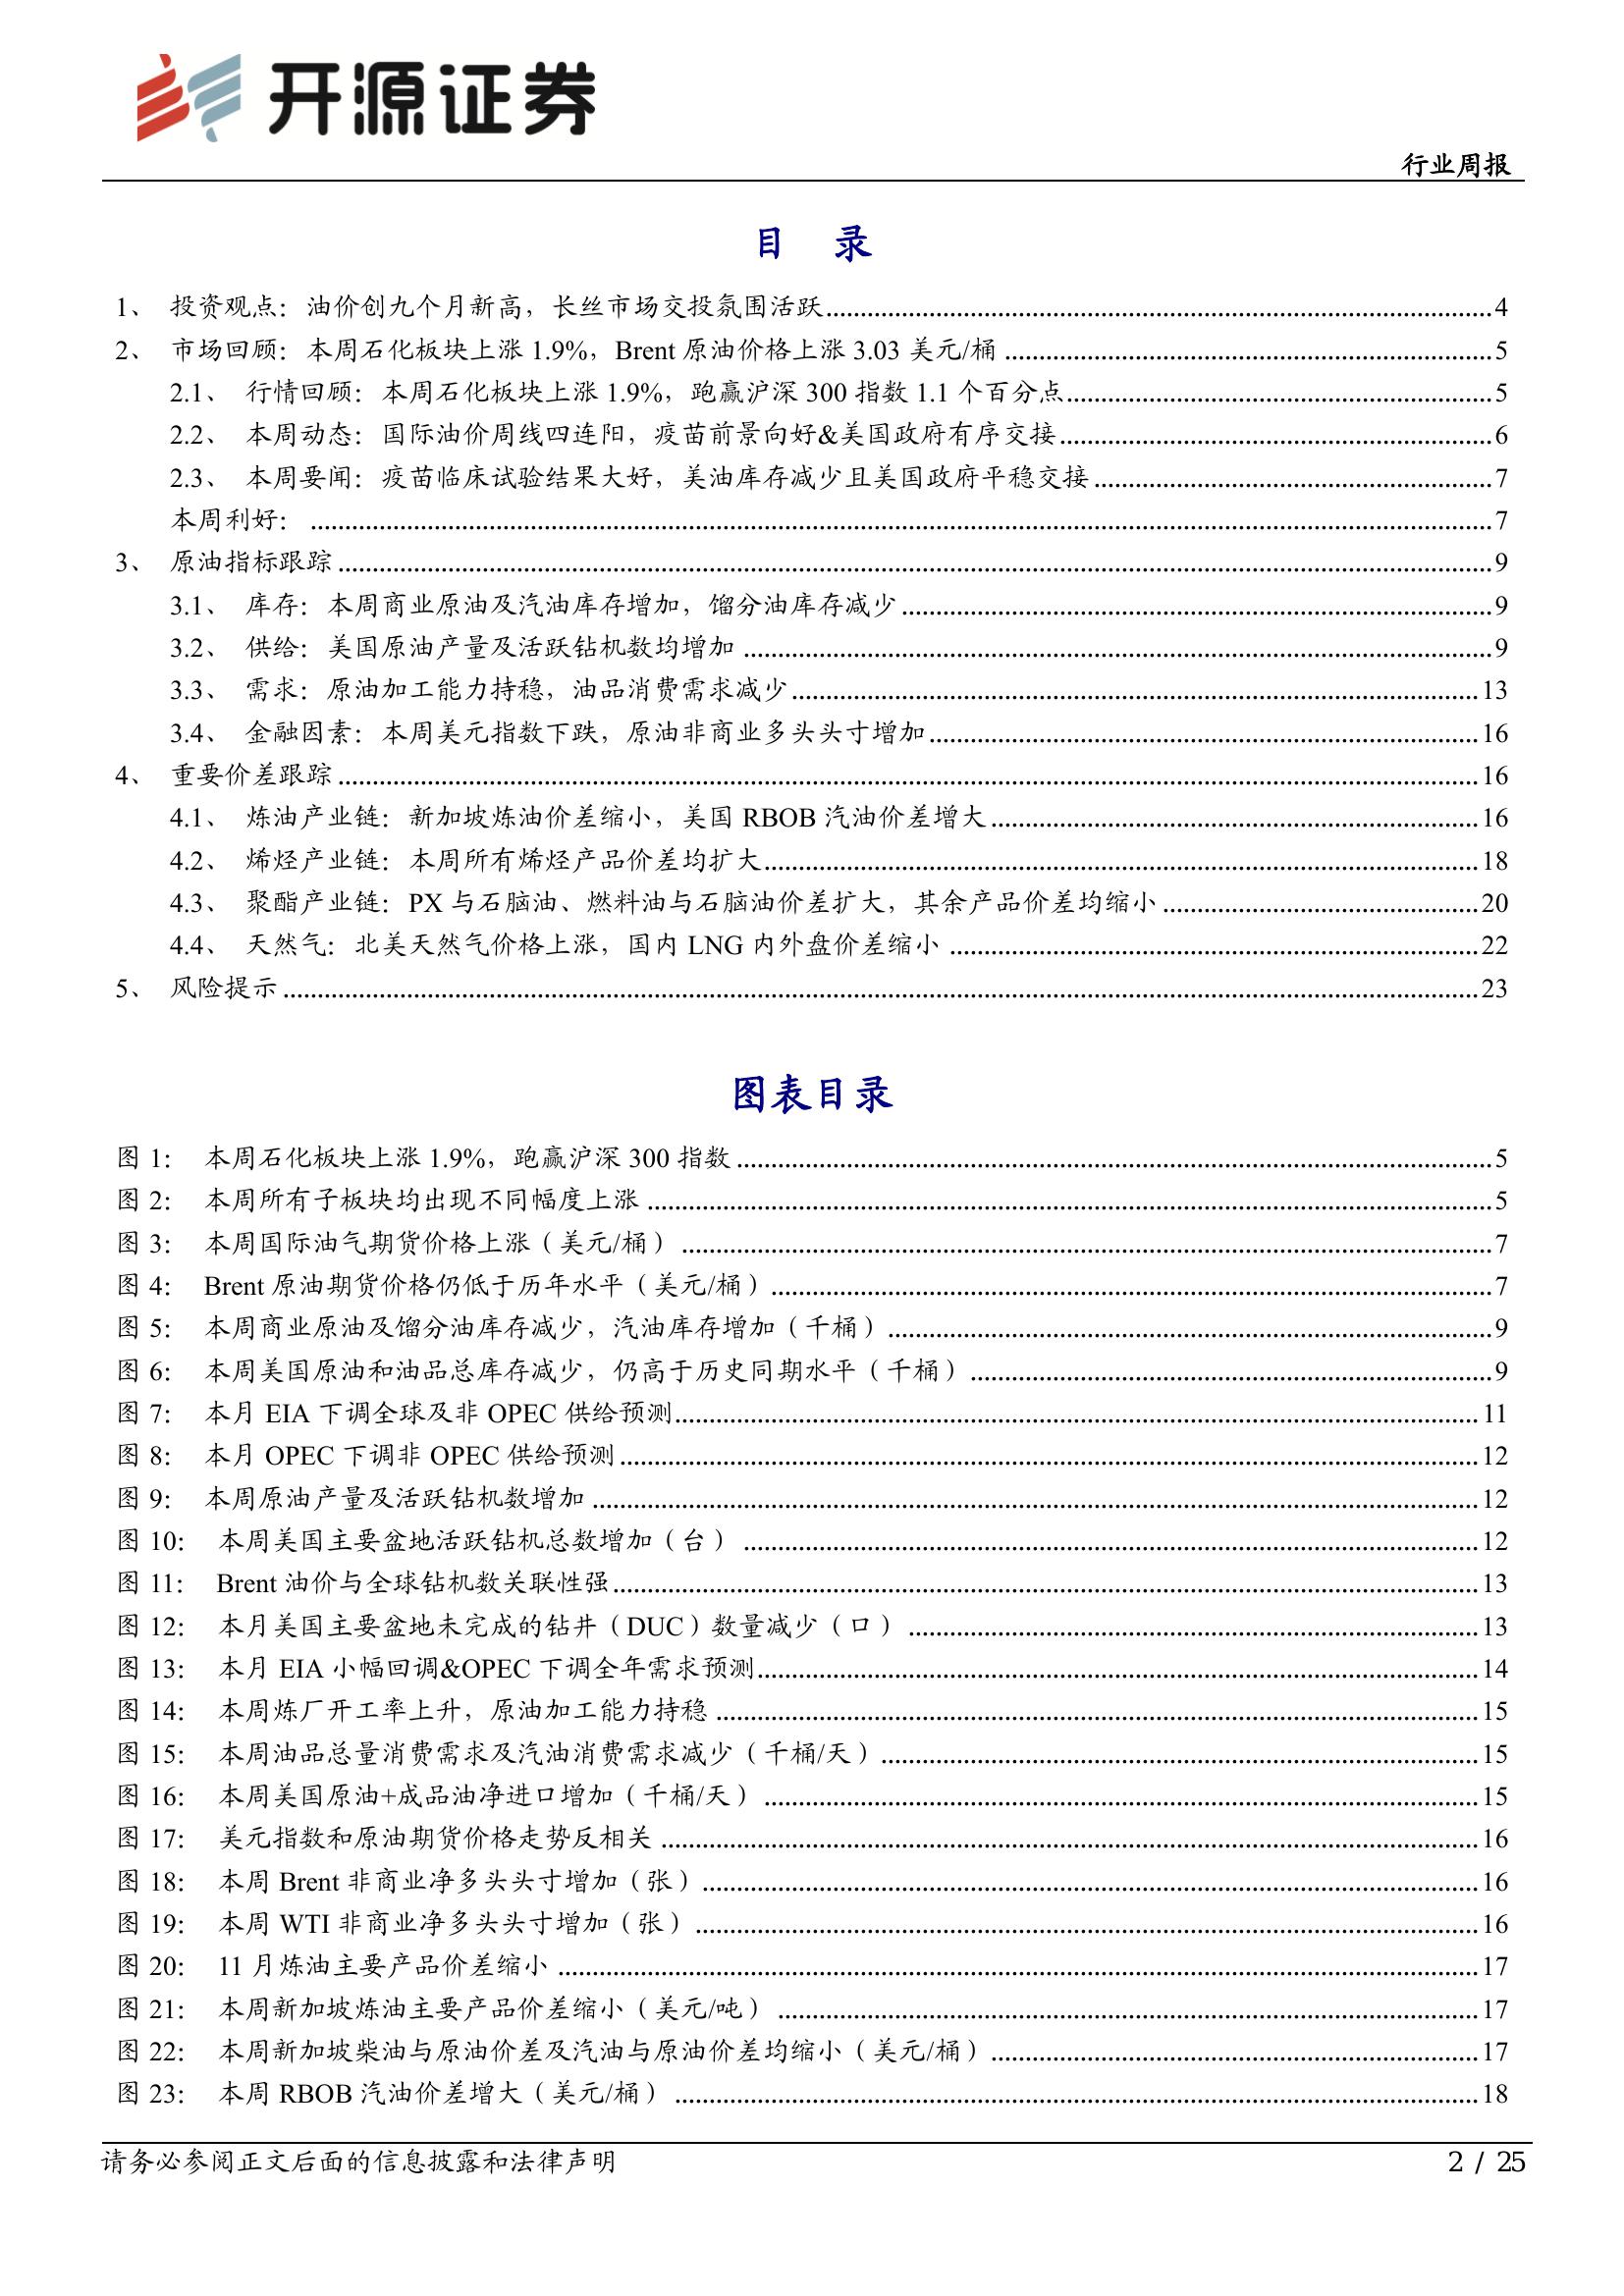 开源证券
行业周报
目 录
1、 投资观点：油价创九个月新高，长丝市场交投氛围活跃........4
2、 市场回顾：本周石化板块上涨 1.9%，Brent 原油价格上涨 3.03 美元/桶........5
2.1、 行情回顾：本周石化板块上涨 1.9%，跑赢沪深 300 指数 1.1 个百分点........5
2.2、 本周动态：国际油价周线四连阳，疫苗前景向好&美国政府有序交接........6
2.3、 本周要闻：疫苗临床试验结果大好，美油库存减少且美国政府平稳交接........7
本周利好：........7
3、 原油指标跟踪........9
3.1、 库存：本周商业原油及汽油库存增加，馏分油库存减少........9
3.2、 供给：美国原油产量及活跃钻机数均增加........9
3.3、 需求：原油加工能力持稳，油品消费需求减少........13
3.4、 金融因素：本周美元指数下跌，原油非商业多头头寸增加........16
4、 重要价差跟踪........16
4.1、 炼油产业链：新加坡炼油价差缩小，美国 RBOB 汽油价差增大........16
4.2、 烯烃产业链：本周所有烯烃产品价差均扩大........18
4.3、 聚酯产业链：PX 与石脑油、燃料油与石脑油价差扩大，其余产品价差均缩小........20
4.4、 天然气：北美天然气价格上涨，国内 LNG 内外盘价差缩小........22
5、 风险提示........23
图表目录
图 1： 本周石化板块上涨 1.9%，跑赢沪深 300 指数........5
图 2： 本周所有子板块均出现不同幅度上涨........5
图 3： 本周国际油气期货价格上涨（美元/桶）........7
图 4： Brent 原油期货价格仍低于历年水平（美元/桶）........7
图 5： 本周商业原油及馏分油库存减少，汽油库存增加（千桶）........9
图 6： 本周美国原油和油品总库存减少，仍高于历史同期水平（千桶）........9
图 7： 本月 EIA 下调全球及非 OPEC 供给预测........11
图 8： 本月 OPEC 下调非 OPEC 供给预测........12
图 9： 本周原油产量及活跃钻机数增加........12
图 10： 本周美国主要盆地活跃钻机总数增加（台）........12
图 11： Brent 油价与全球钻机数关联性强........13
图 12： 本月美国主要盆地未完成的钻井（DUC）数量减少（口）........13
图 13： 本月 EIA 小幅回调&OPEC 下调全年需求预测........14
图 14： 本周炼厂开工率上升，原油加工能力持稳........15
图 15： 本周油品总量消费需求及汽油消费需求减少（千桶/天）........15
图 16： 本周美国原油+成品油净进口增加（千桶/天）........15
图 17： 美元指数和原油期货价格走势反相关........16
图 18： 本周 Brent 非商业净多头头寸增加（张）........16
图 19： 本周 WTI 非商业净多头头寸增加（张）........16
图 20： 11 月炼油主要产品价差缩小........17
图 21： 本周新加坡炼油主要产品价差缩小（美元/吨）........17
图 22： 本周新加坡柴油与原油价差及汽油与原油价差均缩小（美元/桶）........17
图 23： 本周 RBOB 汽油价差增大（美元/桶）........18
请务必参阅正文后面的信息披露和法律声明
2 / 25